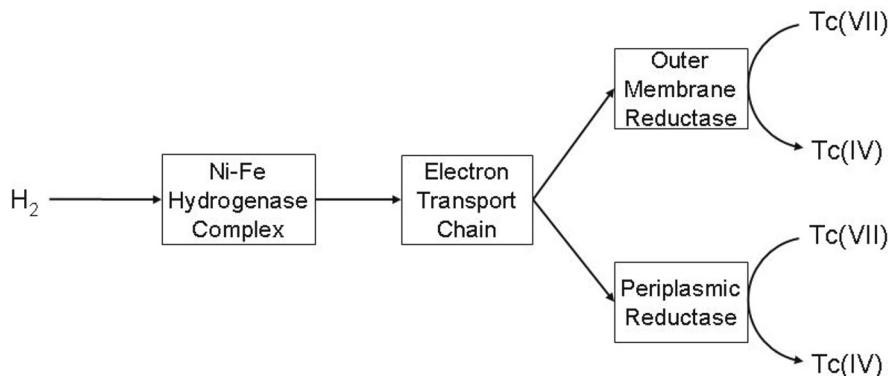 H₂
Ni-Fe
Hydrogenase
Complex
Electron
Transport
Chain
Outer
Membrane
Reductase
Tc(VII)
Tc(IV)
Periplasmic
Reductase
Tc(VII)
Tc(IV)